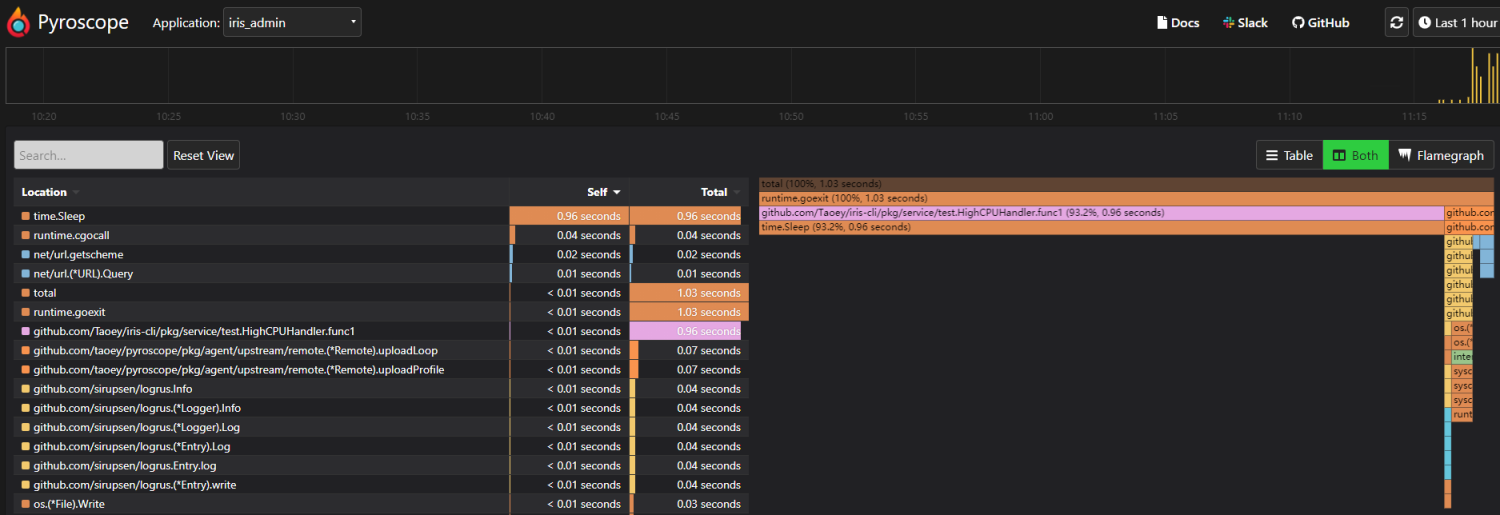 Pyroscope Application: iris_admin Docs Slack GitHub Last 1 hour
10:20 10:25 10:30 10:35 10:40 10:45 10:50 10:55 11:00 11:05 11:10 11:15
Search... Reset View Table Both Flamegraph
Location Self Total
time.Sleep 0.96 seconds 0.96 seconds
runtime.cgocall 0.04 seconds 0.04 seconds
net/url.getscheme 0.02 seconds 0.02 seconds
net/url.(*URL).Query 0.01 seconds 0.01 seconds
total < 0.01 seconds 1.03 seconds
runtime.goexit < 0.01 seconds 1.03 seconds
github.com/Taoey/iris-cli/pkg/service/test.HighCPUHandler.func1 < 0.01 seconds 0.96 seconds
github.com/taoey/pyroscope/pkg/agent/upstream/remote.(*Remote).uploadLoop < 0.01 seconds 0.07 seconds
github.com/taoey/pyroscope/pkg/agent/upstream/remote.(*Remote).uploadProfile < 0.01 seconds 0.07 seconds
github.com/sirupsen/logrus.Info < 0.01 seconds 0.04 seconds
github.com/sirupsen/logrus.(*Logger).Info < 0.01 seconds 0.04 seconds
github.com/sirupsen/logrus.(*Logger).Log < 0.01 seconds 0.04 seconds
github.com/sirupsen/logrus.(*Entry).Log < 0.01 seconds 0.04 seconds
github.com/sirupsen/logrus.Entry.log < 0.01 seconds 0.04 seconds
github.com/sirupsen/logrus.(*Entry).write < 0.01 seconds 0.04 seconds
os.(*File).Write < 0.01 seconds 0.03 seconds
total (100%, 1.03 seconds)
runtime.goexit (100%, 1.03 seconds)
github.com/Taoey/iris-cli/pkg/service/test.HighCPUHandler.func1 (93.2%, 0.96 seconds) github.con
time.Sleep (93.2%, 0.96 seconds) github.con
githul
githul
githul
githul
githul
githul
os.(*
os.(*
inter
sysc
sysc
sysc
runt